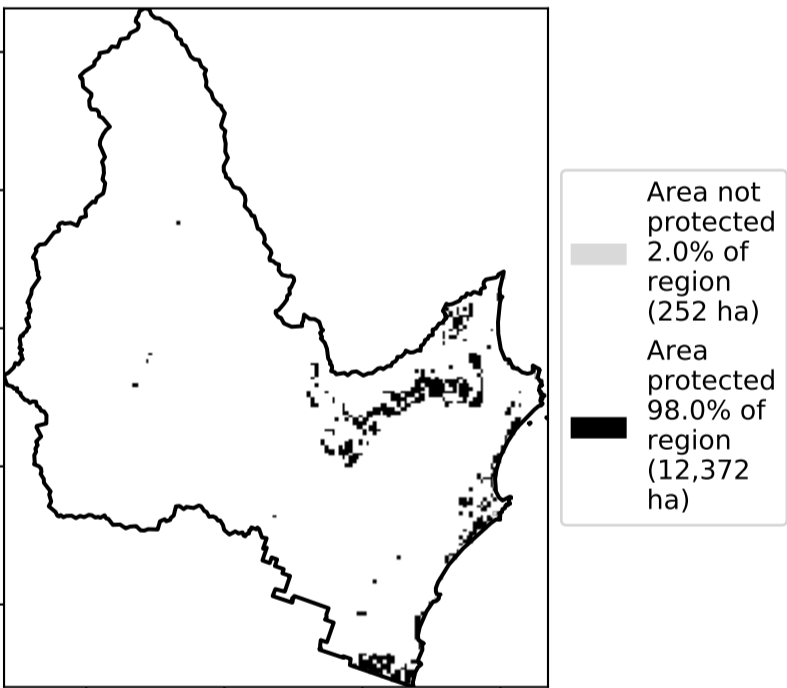 Area not
protected
2.0% of
region
(252 ha)
Area
protected
98.0% of
region
(12,372
ha)